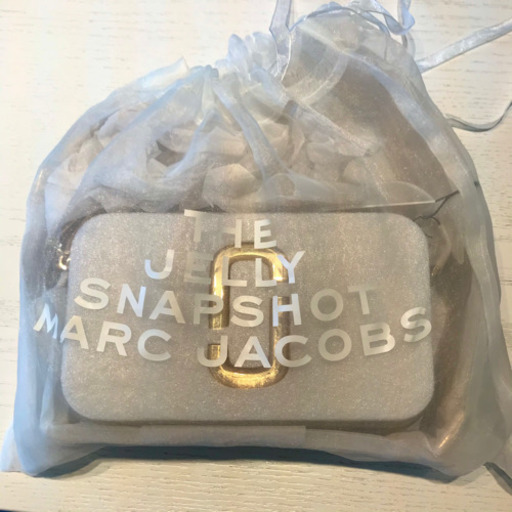 THE
JELLY
SNAPSHOT
MARC JACOBS